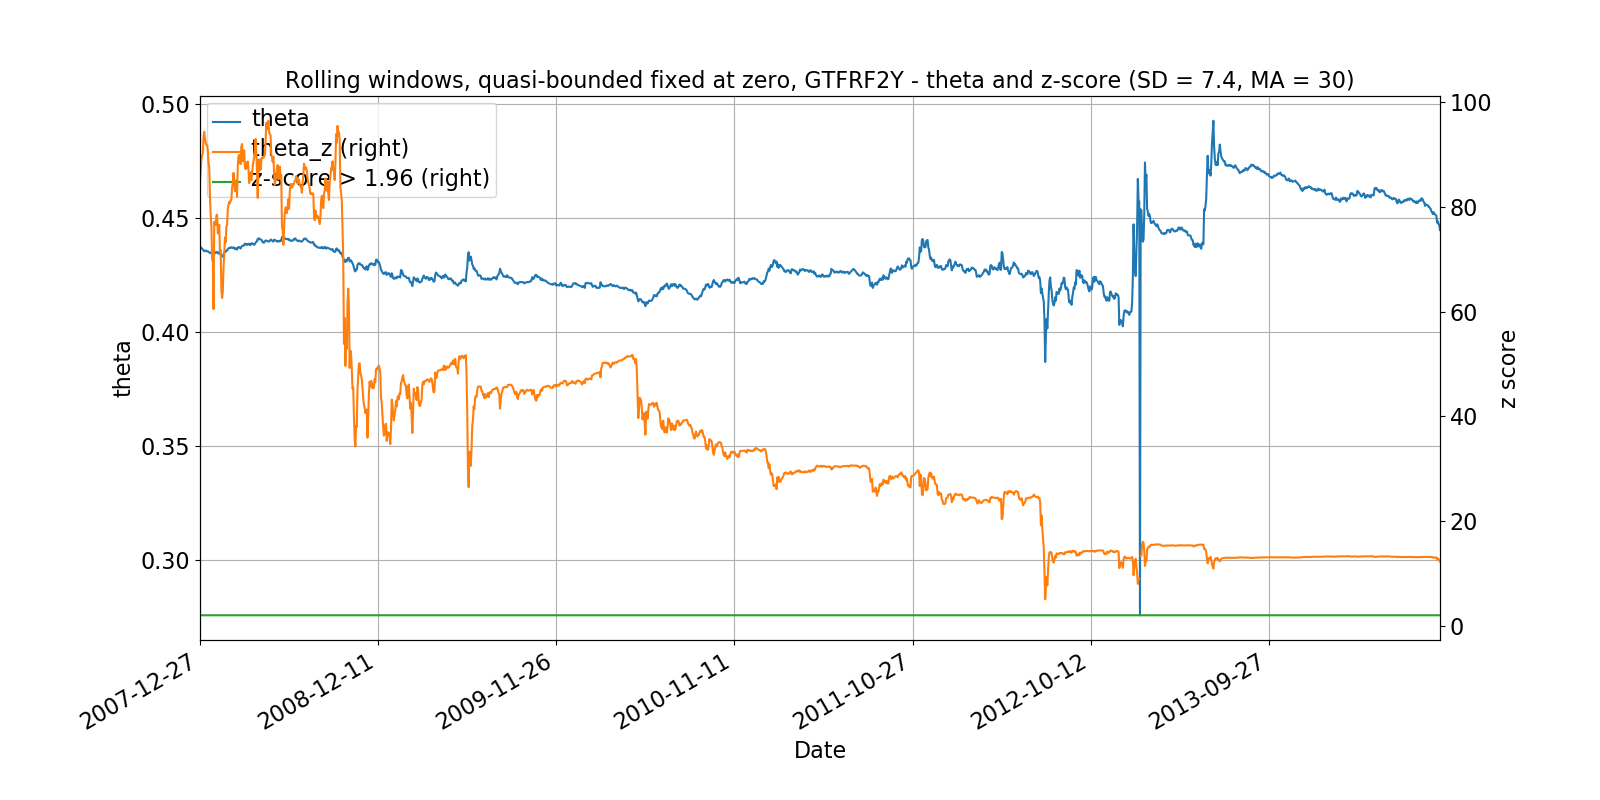 Rolling windows, quasi-bounded fixed at zero, GTFRF2Y - theta and z-score (SD = 7.4, MA = 30)
theta
theta_z (right)
z-score > 1.96 (right)
0.50
0.45
0.40
0.35
0.30
theta
100
80
60
40
20
0
z score
2007-12-27
2008-12-11
2009-11-26
2010-11-11
2011-10-27
2012-10-12
2013-09-27
Date